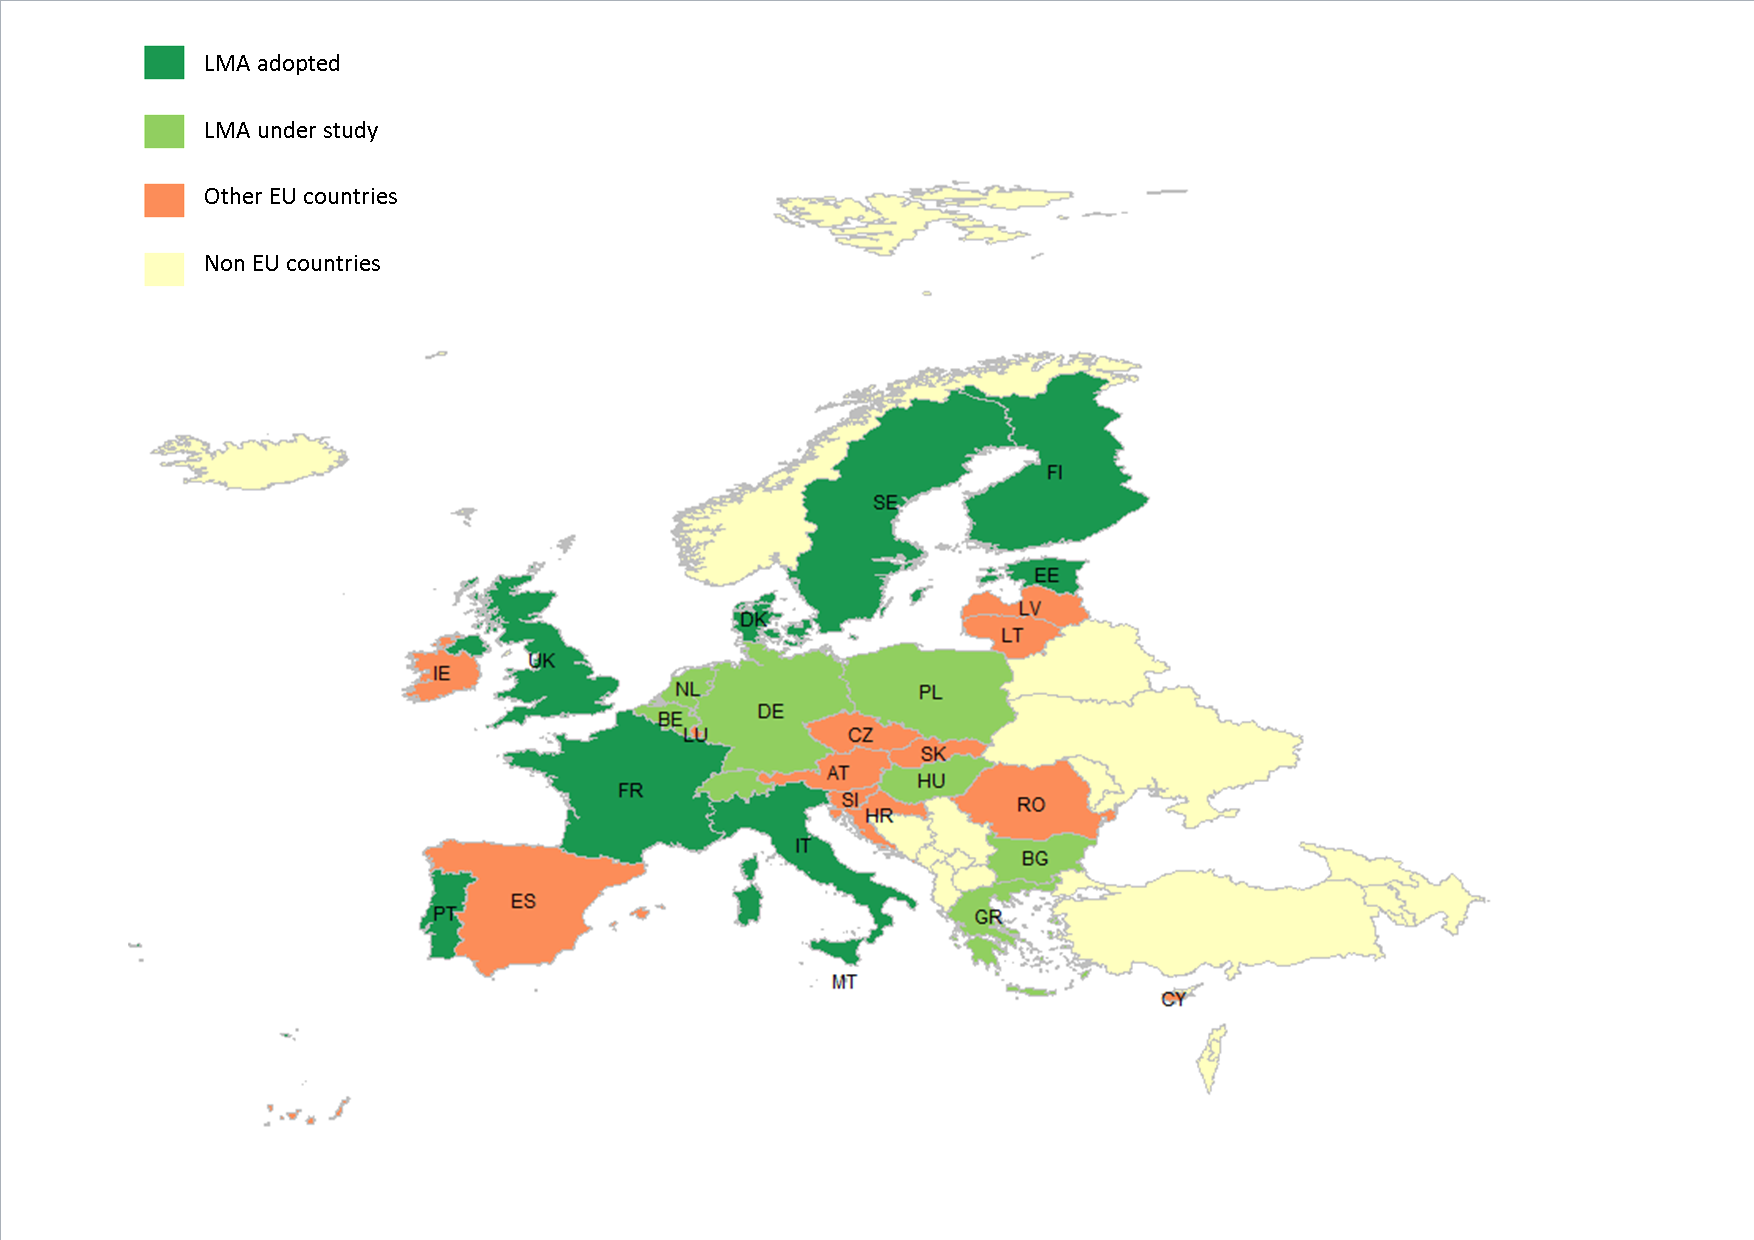 LMA adopted
LMA under study
Other EU countries
Non EU countries
FI
SE
EE
LV
DK
LT
UK
IE
NL
PL
DE
BE
LU
CZ
SK
AT
HU
FR
SI
RO
HR
IT
BG
ES
PT
GR
MT
CY